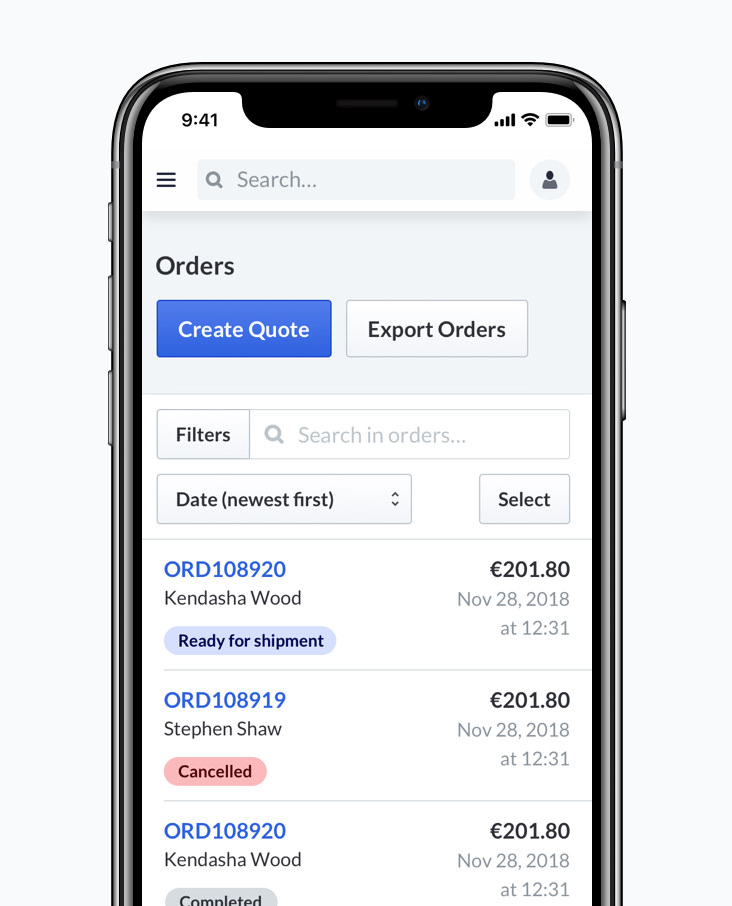 9:41
Search...
Orders
Create Quote
Export Orders
Filters
Search in orders...
Date (newest first)
Select
ORD108920
€201.80
Kendasha Wood
Nov 28, 2018
at 12:31
Ready for shipment
ORD108919
€201.80
Stephen Shaw
Nov 28, 2018
at 12:31
Cancelled
ORD108920
€201.80
Kendasha Wood
Nov 28, 2018
at 12:31
Completed